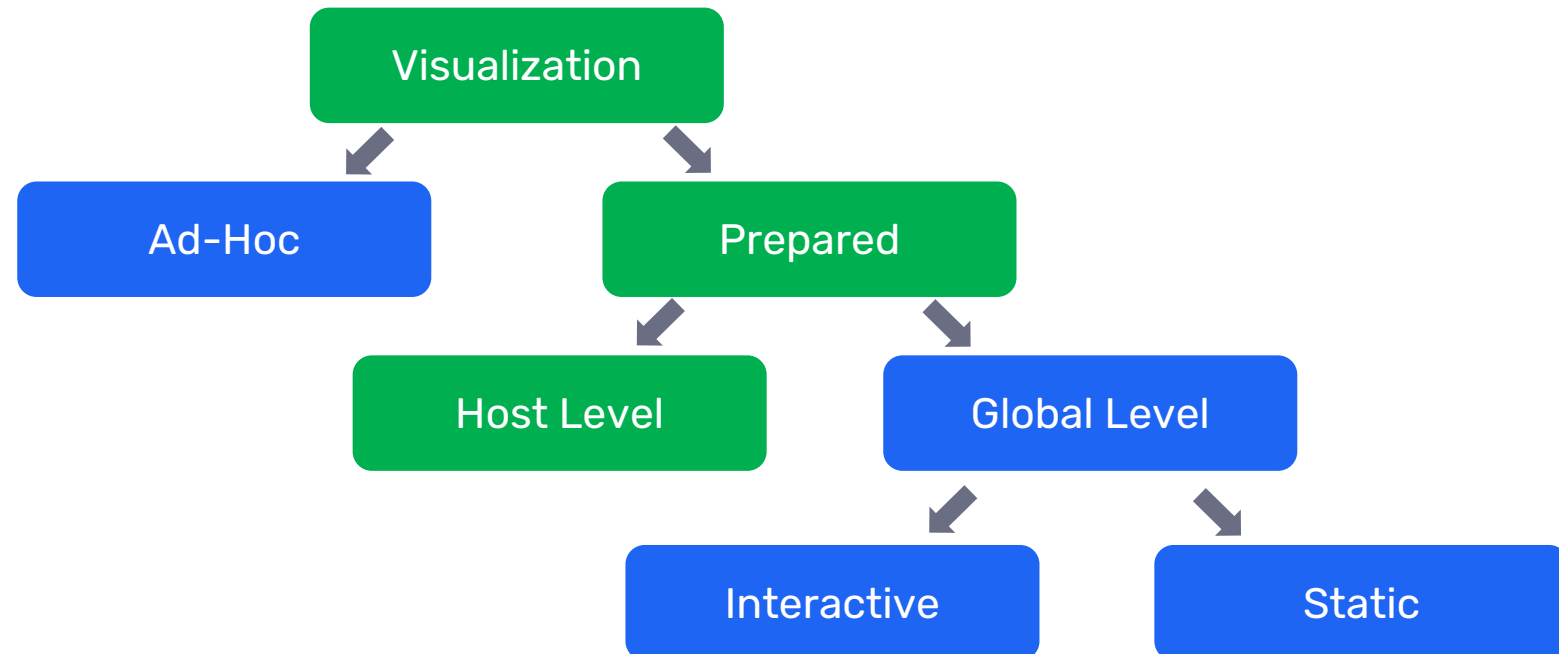 Visualization
Ad-Hoc
Prepared
Host Level
Global Level
Interactive
Static